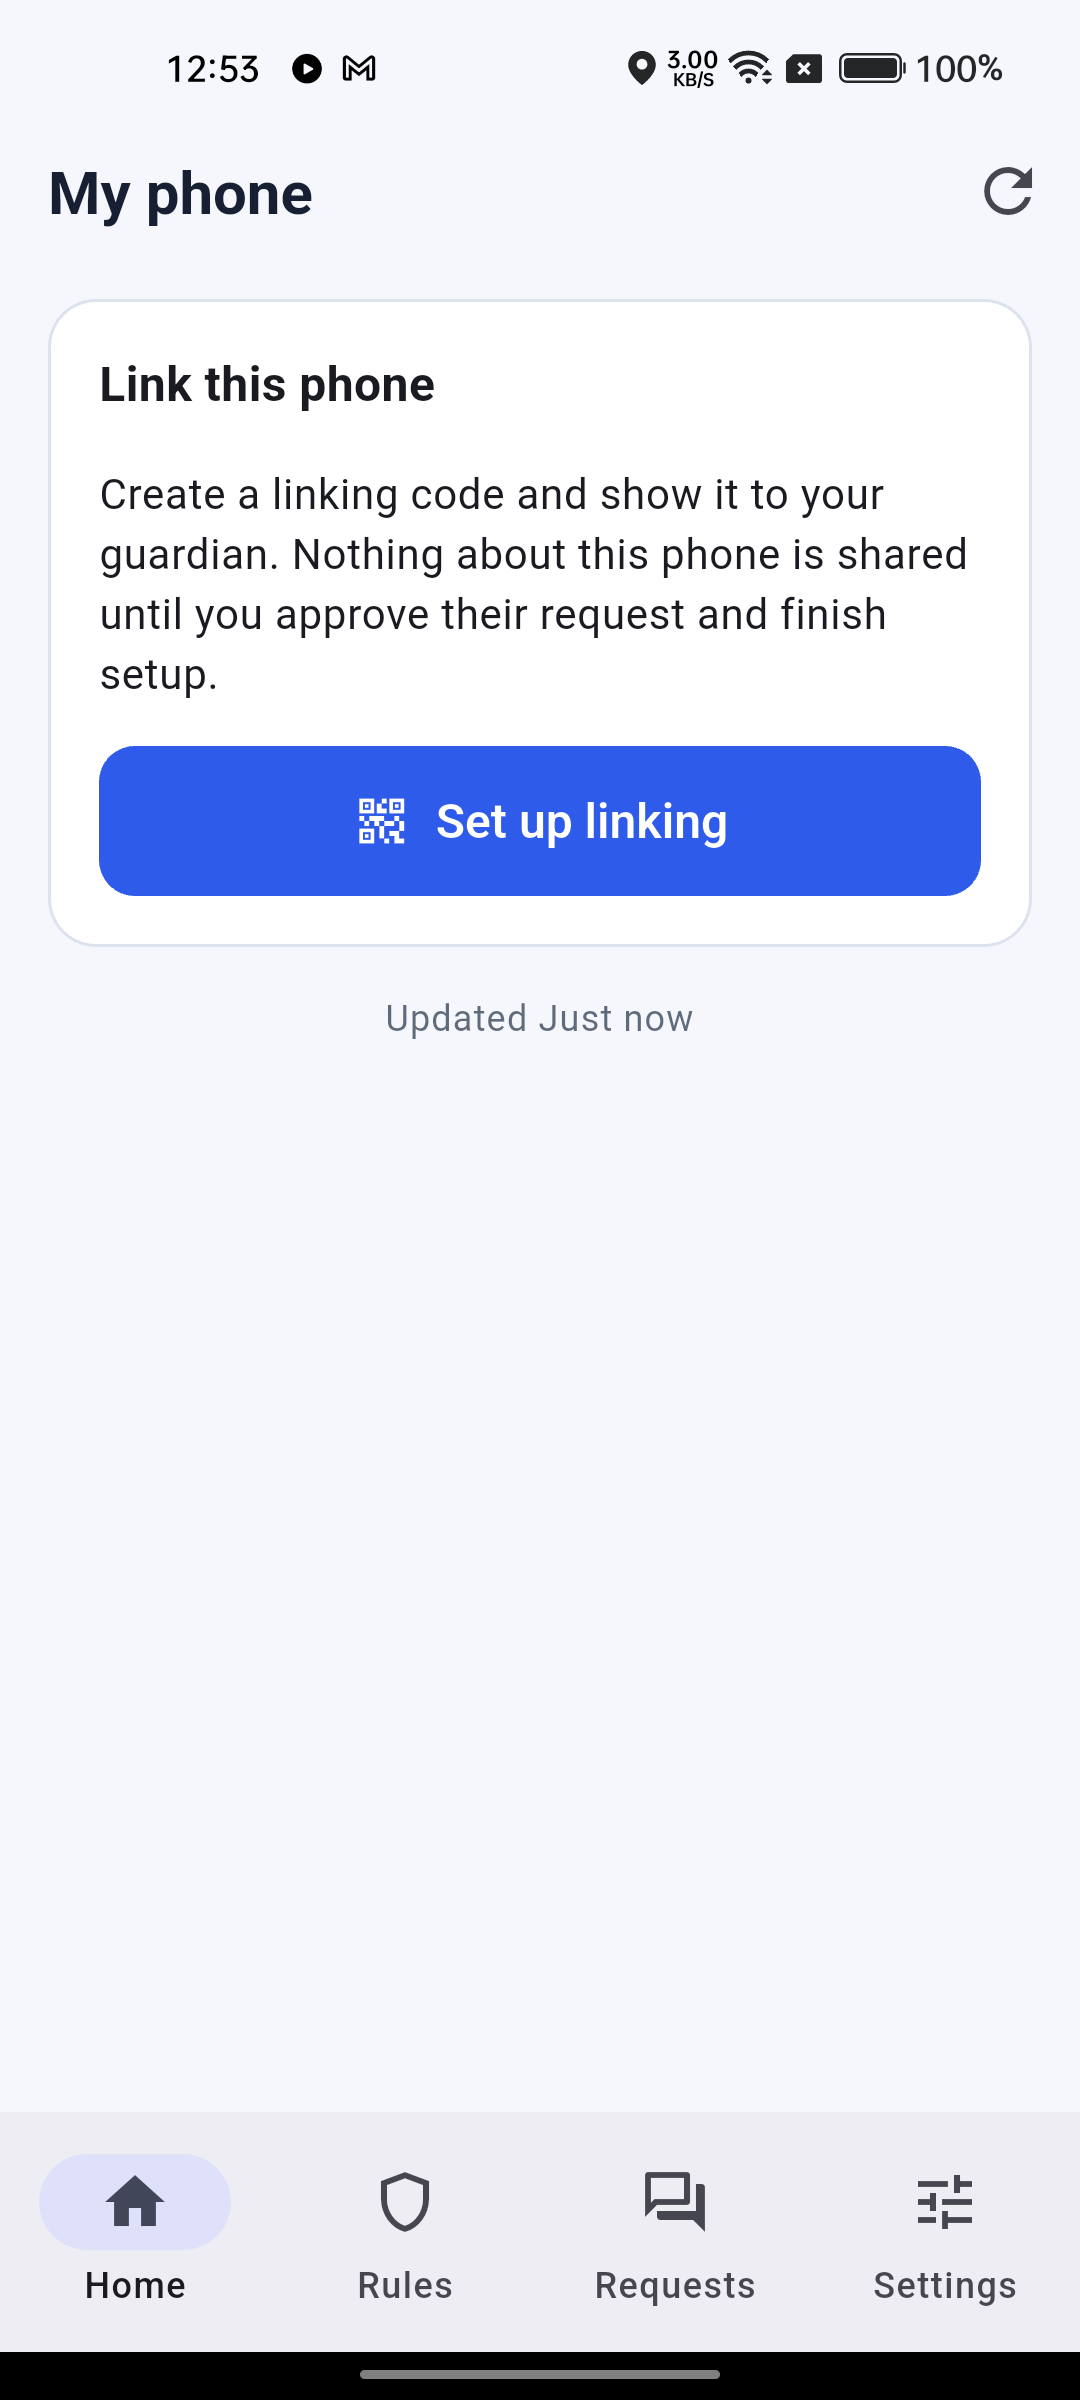 12:53
3.00
KB/S
100%
My phone
Link this phone
Create a linking code and show it to your
guardian. Nothing about this phone is shared
until you approve their request and finish
setup.
Set up linking
Updated Just now
Home
Rules
Requests
Settings